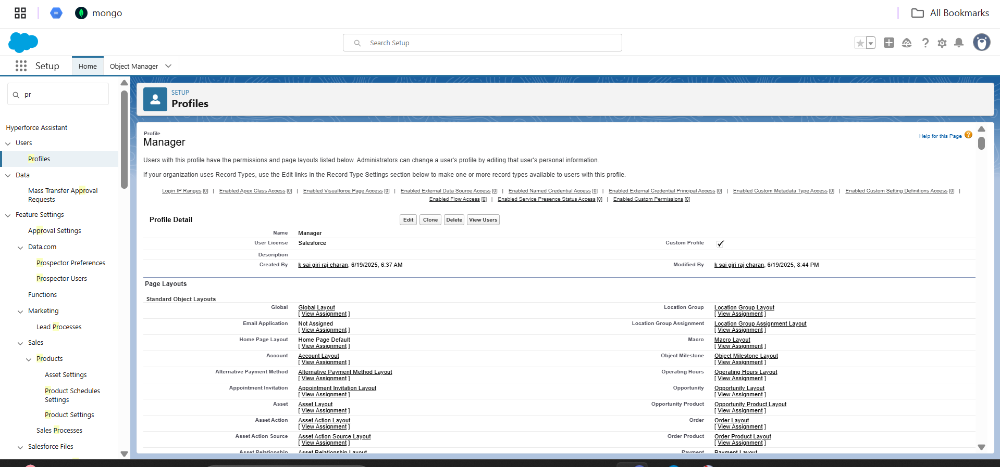 mongo
All Bookmarks
Search Setup
Setup
Home
Object Manager
pr
Hyperforce Assistant
Users
Profiles
Data
Mass Transfer Approval
Requests
Feature Settings
Approval Settings
Data.com
Prospector Preferences
Prospector Users
Functions
Marketing
Lead Processes
Sales
Products
Asset Settings
Product Schedules
Settings
Product Settings
Sales Processes
Salesforce Files
SETUP
Profiles
Profile
Manager
Help for this Page ?
Users with this profile have the permissions and page layouts listed below. Administrators can change a user's profile by editing that user's personal information.
If your organization uses Record Types, use the Edit links in the Record Type Settings section below to make one or more record types available to users with this profile.
Login IP Ranges [0] | Enabled Apex Class Access [0] | Enabled Visualforce Page Access [0] | Enabled External Data Source Access [0] | Enabled Named Credential Access [0] | Enabled External Credential Principal Access [0] | Enabled Custom Metadata Type Access [0] | Enabled Custom Setting Definitions Access [0] |
Enabled Flow Access [0] | Enabled Service Presence Status Access [0] | Enabled Custom Permissions [0]
Profile Detail
Edit Clone Delete View Users
Name Manager
User License Salesforce Custom Profile ✓
Description
Created By k sai giri raj charan, 6/19/2025, 6:37 AM Modified By k sai giri raj charan, 6/19/2025, 8:44 PM
Page Layouts
Standard Object Layouts
Global Global Layout Location Group Location Group Layout
[ View Assignment ] [ View Assignment ]
Email Application Not Assigned Location Group Assignment Location Group Assignment Layout
[ View Assignment ] [ View Assignment ]
Home Page Layout Home Page Default Macro Macro Layout
[ View Assignment ] [ View Assignment ]
Account Account Layout Object Milestone Object Milestone Layout
[ View Assignment ] [ View Assignment ]
Alternative Payment Method Alternative Payment Method Layout Operating Hours Operating Hours Layout
[ View Assignment ] [ View Assignment ]
Appointment Invitation Appointment Invitation Layout Opportunity Opportunity Layout
[ View Assignment ] [ View Assignment ]
Asset Asset Layout Opportunity Product Opportunity Product Layout
[ View Assignment ] [ View Assignment ]
Asset Action Asset Action Layout Order Order Layout
[ View Assignment ] [ View Assignment ]
Asset Action Source Asset Action Source Layout Order Product Order Product Layout
[ View Assignment ] [ View Assignment ]
Asset Relationship Asset Relationship Layout Payment Payment Layout